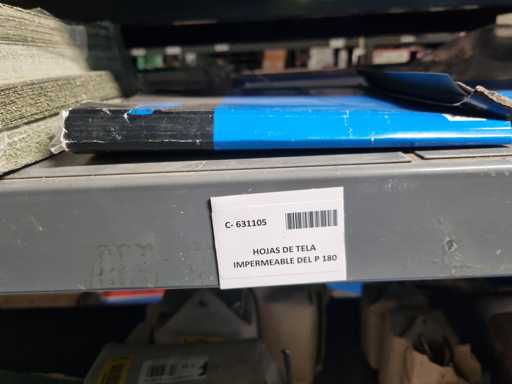 C- 631105
HOJAS DE TELA
IMPERMEABLE DEL P 180